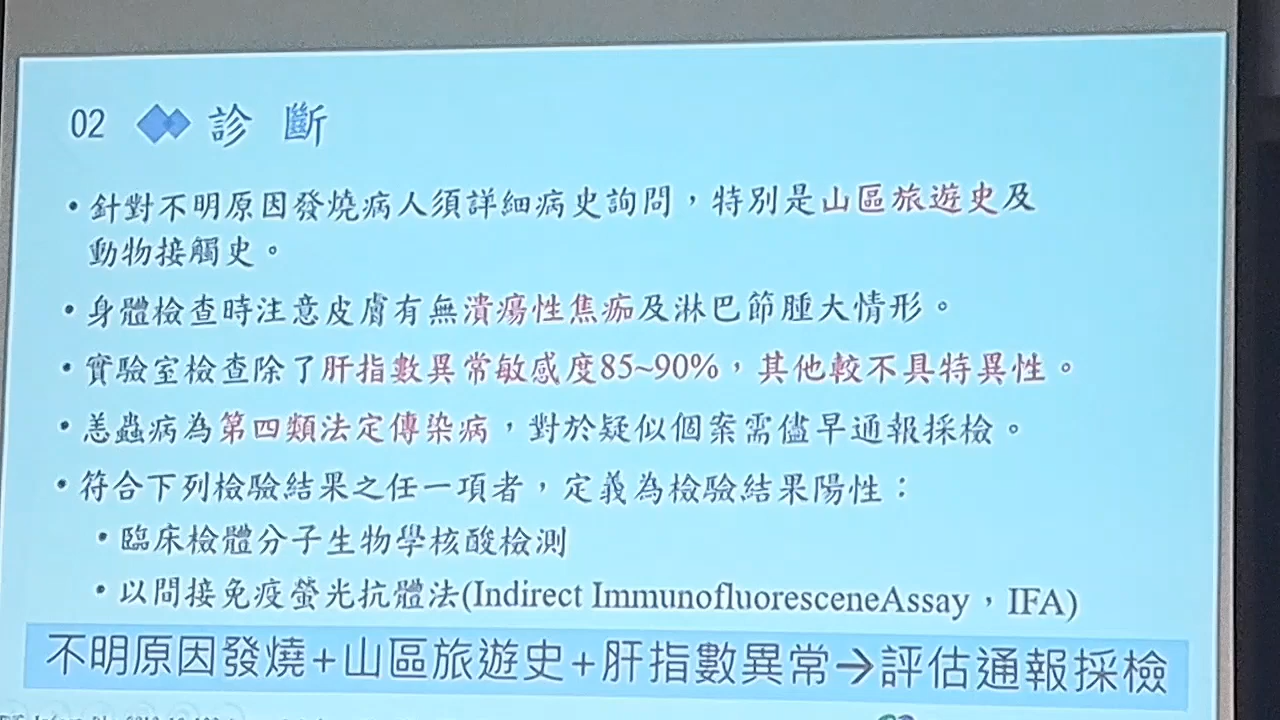 02 診 斷
• 針對不明原因發燒病人須詳細病史詢問，特別是山區旅遊史及
動物接觸史。
• 身體檢查時注意皮膚有無潰瘍性焦痂及淋巴節腫大情形。
• 實驗室檢查除了肝指數異常敏感度85~90%，其他較不具特異性。
• 恙蟲病為第四類法定傳染病，對於疑似個案需儘早通報採檢。
• 符合下列檢驗結果之任一項者，定義為檢驗結果陽性：
• 臨床檢體分子生物學核酸檢測
• 以間接免疫螢光抗體法(Indirect ImmunofluoresceneAssay，IFA)
不明原因發燒+山區旅遊史+肝指數異常→評估通報採檢